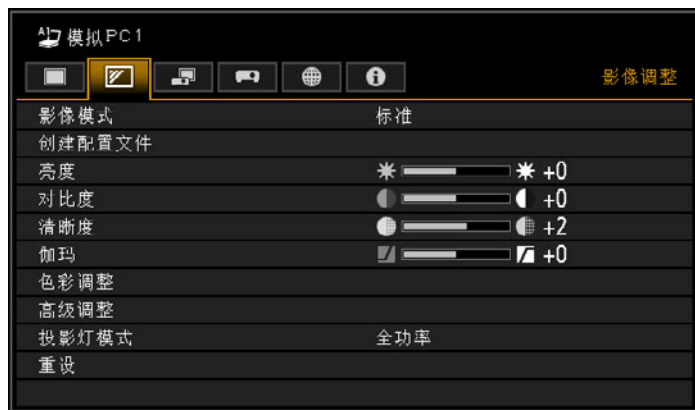 模拟PC1
影像调整
影像模式 标准
创建配置文件
亮度 +0
对比度 +0
清晰度 +2
伽玛 +0
色彩调整
高级调整
投影灯模式 全功率
重设